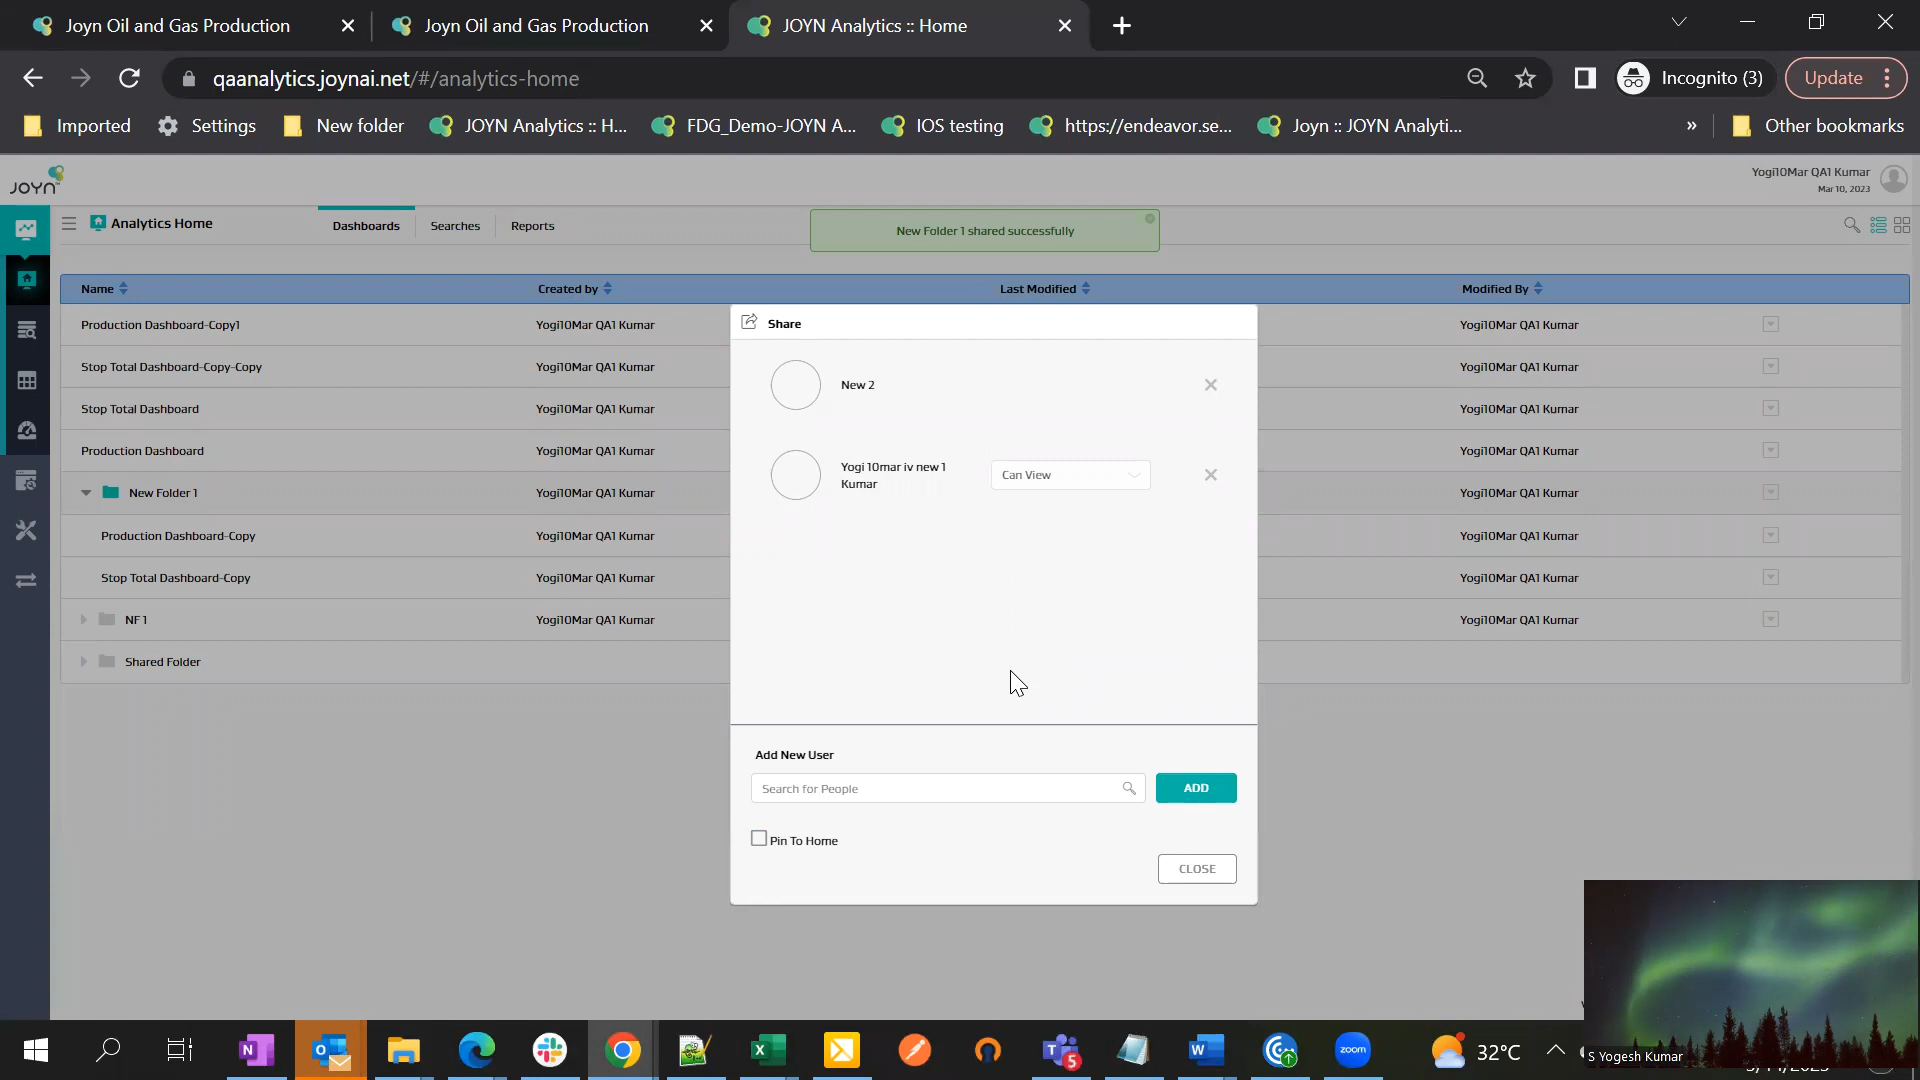 Joyn Oil and Gas Production
Joyn Oil and Gas Production
JOYN Analytics :: Home
qaanalytics.joynai.net/#/analytics-home
Incognito (3)
Update
Imported
Settings
New folder
JOYN Analytics :: H...
FDG_Demo-JOYN A...
IOS testing
https://endeavor.se...
Joyn :: JOYN Analyti...
»
Other bookmarks
JOYN
Yogi10Mar QA1 Kumar
Mar 10, 2023
Analytics Home
Dashboards
Searches
Reports
New Folder 1 shared successfully
Name
Created by
Last Modified
Modified By
Production Dashboard-Copy1
Yogi10Mar QA1 Kumar
Yogi10Mar QA1 Kumar
Stop Total Dashboard-Copy-Copy
Yogi10Mar QA1 Kumar
Yogi10Mar QA1 Kumar
Stop Total Dashboard
Yogi10Mar QA1 Kumar
Yogi10Mar QA1 Kumar
Production Dashboard
Yogi10Mar QA1 Kumar
Yogi10Mar QA1 Kumar
New Folder 1
Yogi10Mar QA1 Kumar
Yogi10Mar QA1 Kumar
Production Dashboard-Copy
Yogi10Mar QA1 Kumar
Yogi10Mar QA1 Kumar
Stop Total Dashboard-Copy
Yogi10Mar QA1 Kumar
Yogi10Mar QA1 Kumar
NF 1
Yogi10Mar QA1 Kumar
Yogi10Mar QA1 Kumar
Shared Folder
Share
New 2
Yogi 10mar iv new 1
Kumar
Can View
Add New User
Search for People
ADD
Pin To Home
CLOSE
5
zoom
32°C
S Yogesh Kumar